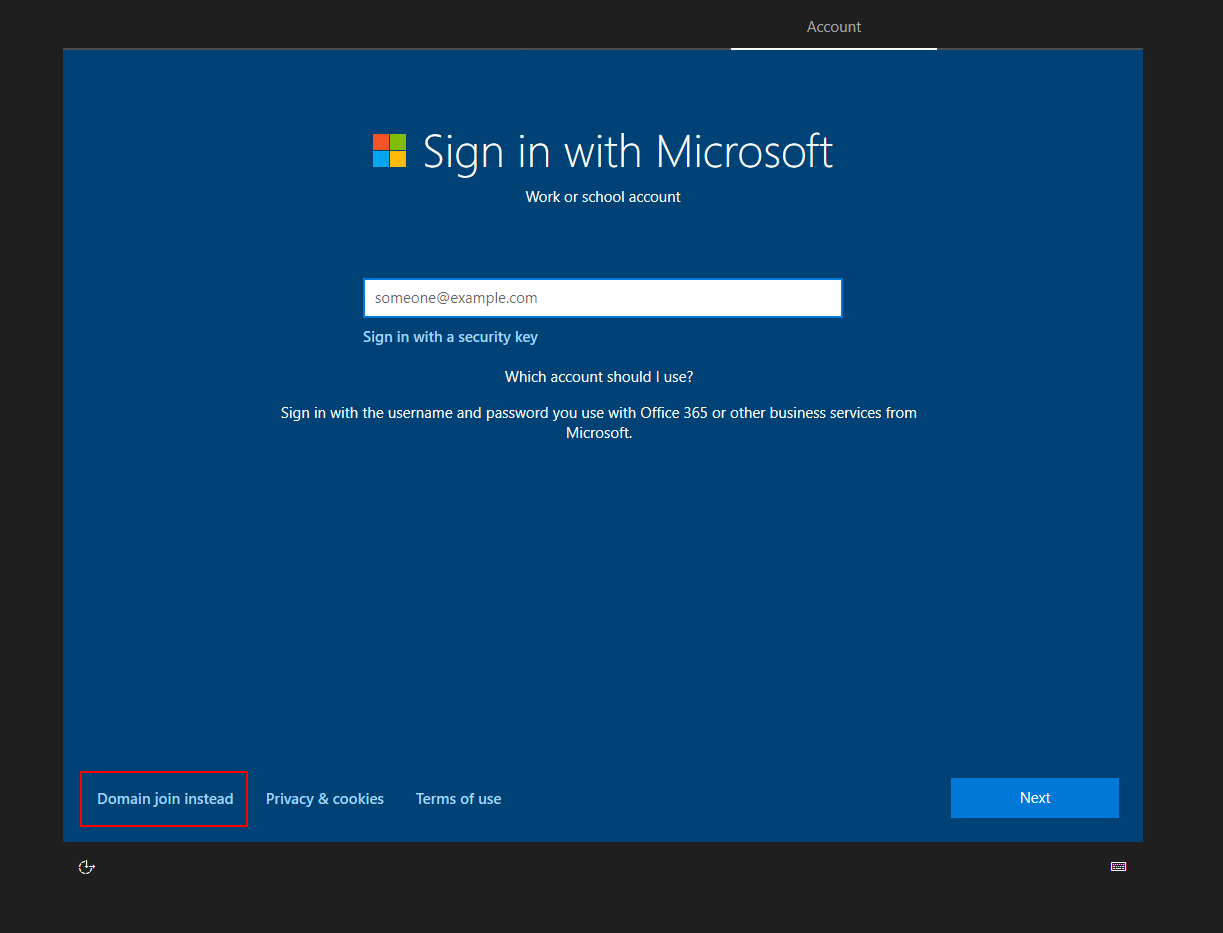 Account
Sign in with Microsoft
Work or school account
someone@example.com
Sign in with a security key
Which account should I use?
Sign in with the username and password you use with Office 365 or other business services from
Microsoft.
Domain join instead
Privacy & cookies
Terms of use
Next